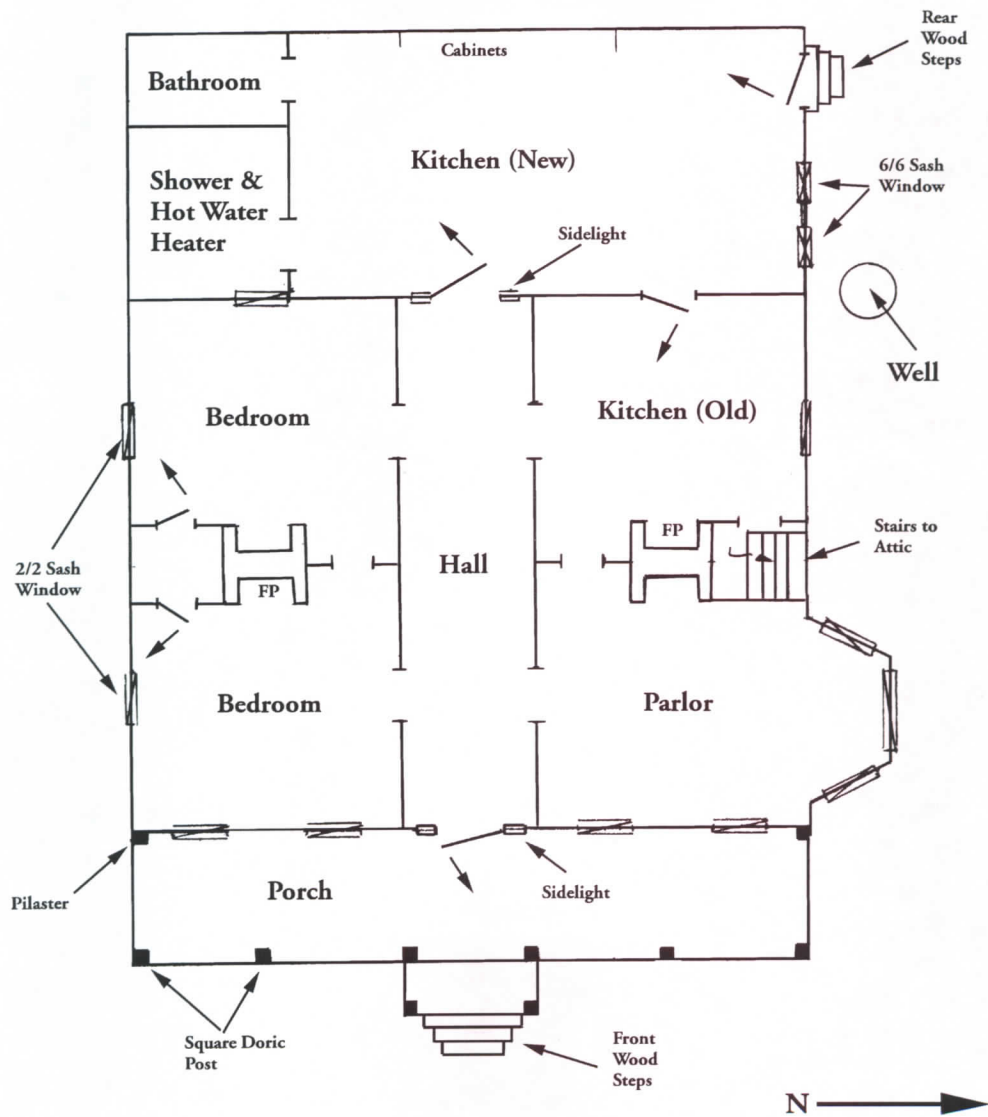 Rear
Wood
Steps
Cabinets
Bathroom
Kitchen (New)
6/6 Sash
Window
Shower &
Hot Water
Heater
Sidelight
Well
Bedroom
Kitchen (Old)
FP
Stairs to
Attic
Hall
2/2 Sash
Window
FP
Bedroom
Parlor
Porch
Sidelight
Pilaster
Square Doric
Post
Front
Wood
Steps
N